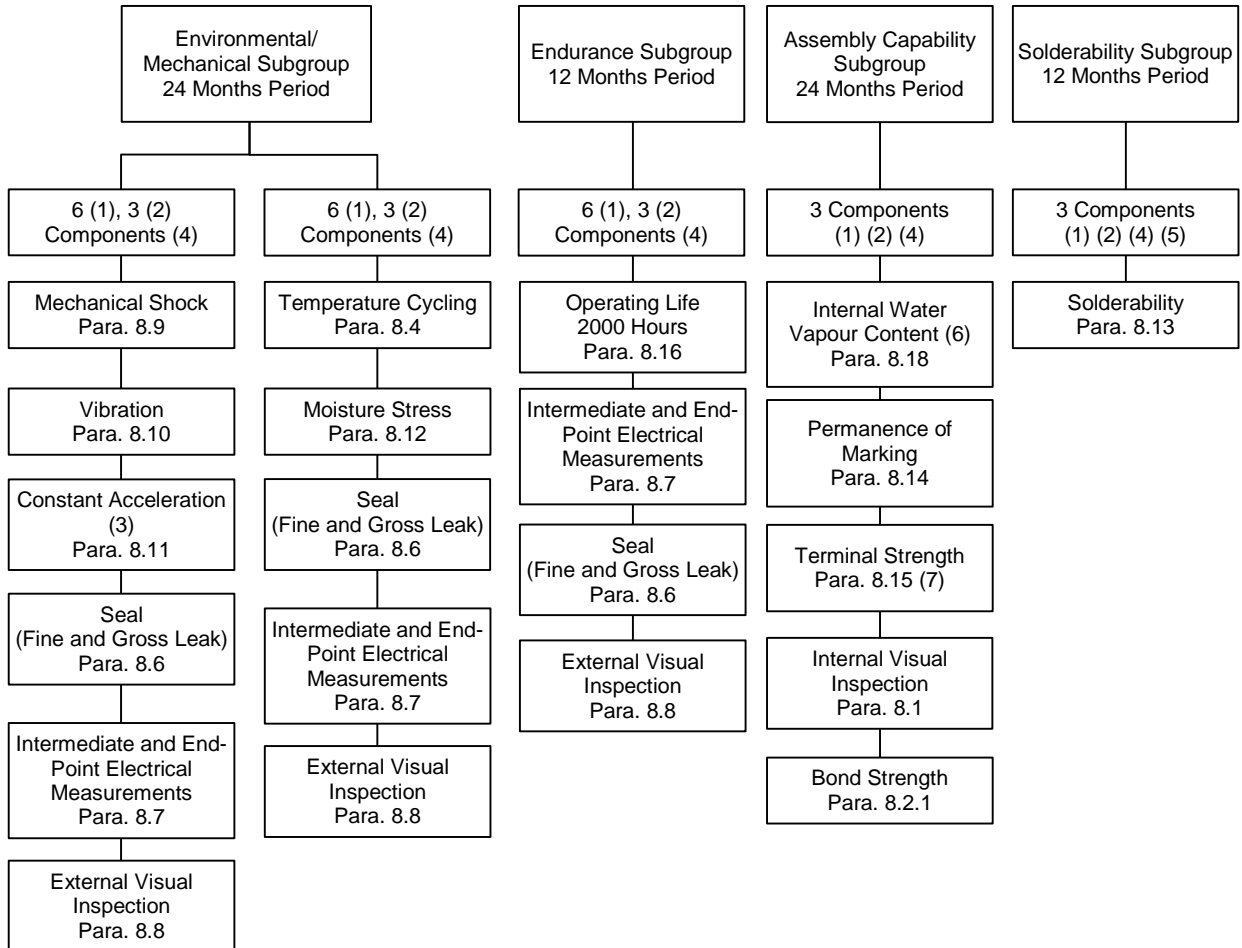 Environmental/
Mechanical Subgroup
24 Months Period
Endurance Subgroup
12 Months Period
Assembly Capability
Subgroup
24 Months Period
Solderability Subgroup
12 Months Period
6 (1), 3 (2)
Components (4)
Mechanical Shock
Para. 8.9
Vibration
Para. 8.10
Constant Acceleration
(3)
Para. 8.11
Seal
(Fine and Gross Leak)
Para. 8.6
Intermediate and End-
Point Electrical
Measurements
Para. 8.7
External Visual
Inspection
Para. 8.8
6 (1), 3 (2)
Components (4)
Temperature Cycling
Para. 8.4
Moisture Stress
Para. 8.12
Seal
(Fine and Gross Leak)
Para. 8.6
Intermediate and End-
Point Electrical
Measurements
Para. 8.7
External Visual
Inspection
Para. 8.8
6 (1), 3 (2)
Components (4)
Operating Life
2000 Hours
Para. 8.16
Intermediate and End-
Point Electrical
Measurements
Para. 8.7
Seal
(Fine and Gross Leak)
Para. 8.6
External Visual
Inspection
Para. 8.8
3 Components
(1) (2) (4)
Internal Water
Vapour Content (6)
Para. 8.18
Permanence of
Marking
Para. 8.14
Terminal Strength
Para. 8.15 (7)
Internal Visual
Inspection
Para. 8.1
Bond Strength
Para. 8.2.1
3 Components
(1) (2) (4) (5)
Solderability
Para. 8.13